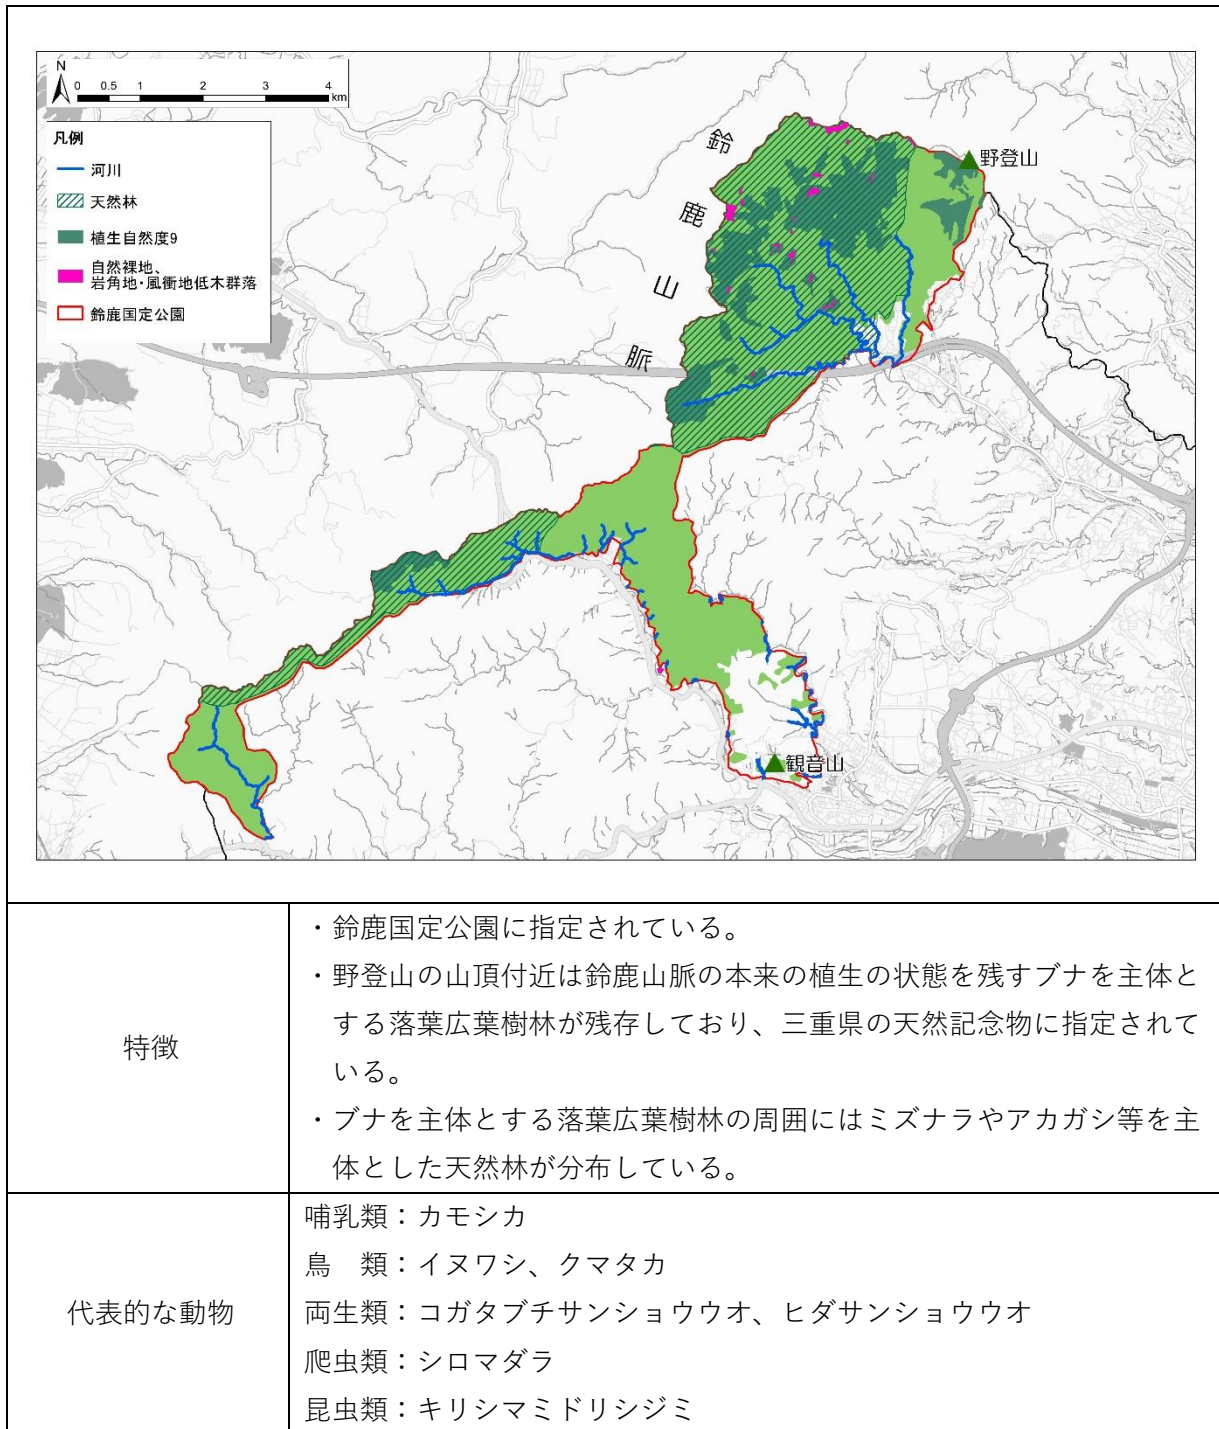 N
0 0.5 1 2 3 4
km
凡例
河川
天然林
植生自然度9
自然裸地、
岩角地・風衝地低木群落
鈴鹿国定公園
鈴
鹿
山
脈
野登山
観音山
特徴
・鈴鹿国定公園に指定されている。
・野登山の山頂付近は鈴鹿山脈の本来の植生の状態を残すブナを主体と
する落葉広葉樹林が残存しており、三重県の天然記念物に指定されて
いる。
・ブナを主体とする落葉広葉樹林の周囲にはミズナラやアカガシ等を主
体とした天然林が分布している。
代表的な動物
哺乳類：カモシカ
鳥　類：イヌワシ、クマタカ
両生類：コガタブチサンショウウオ、ヒダサンショウウオ
爬虫類：シロマダラ
昆虫類：キリシマミドリシジミ